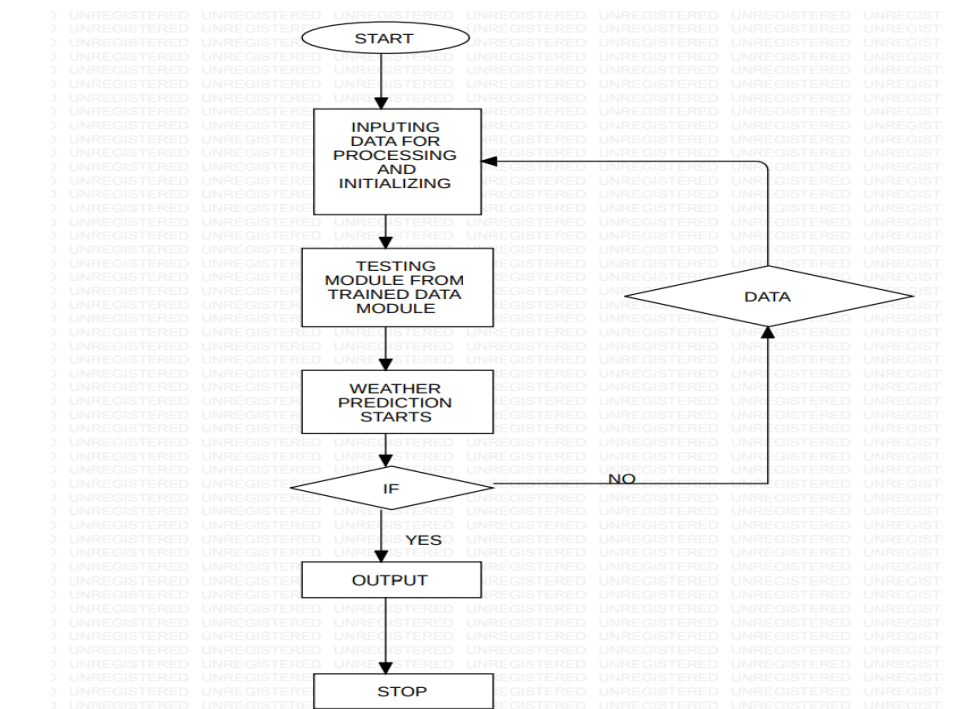 START
INPUTING
DATA FOR
PROCESSING
AND
INITIALIZING
TESTING
MODULE FROM
TRAINED DATA
MODULE
DATA
WEATHER
PREDICTION
STARTS
IF
NO
YES
OUTPUT
STOP
UNREGISTERED